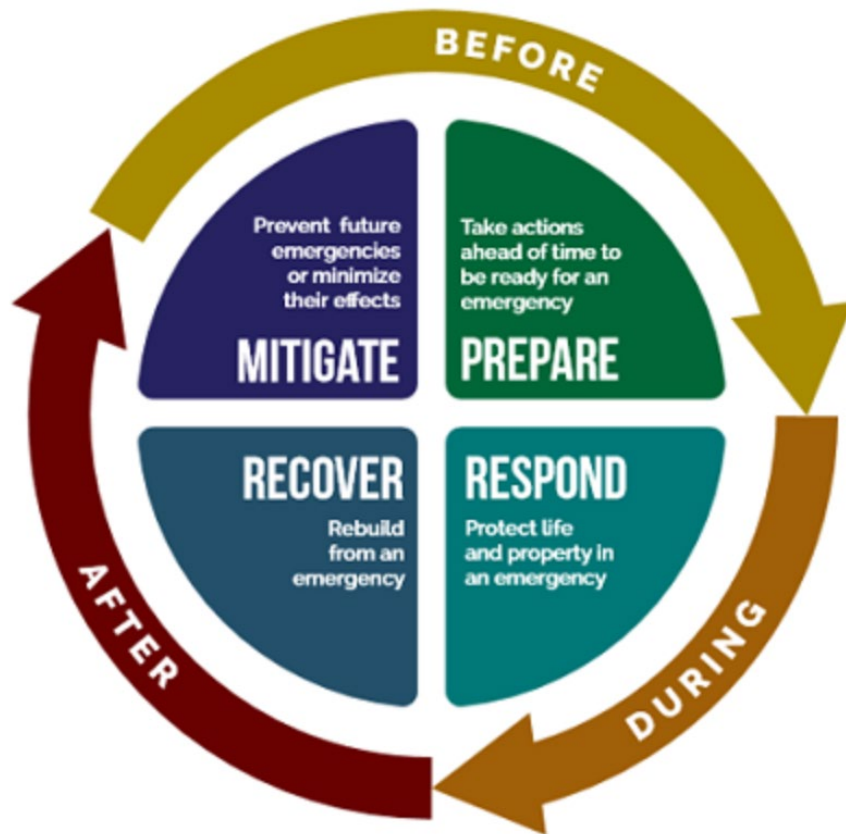 BEFORE
Prevent future
emergencies
or minimize
their effects
MITIGATE
Take actions
ahead of time to
be ready for an
emergency
PREPARE
RECOVER
Rebuild
from an
emergency
RESPOND
Protect life
and property in
an emergency
AFTER
DURING